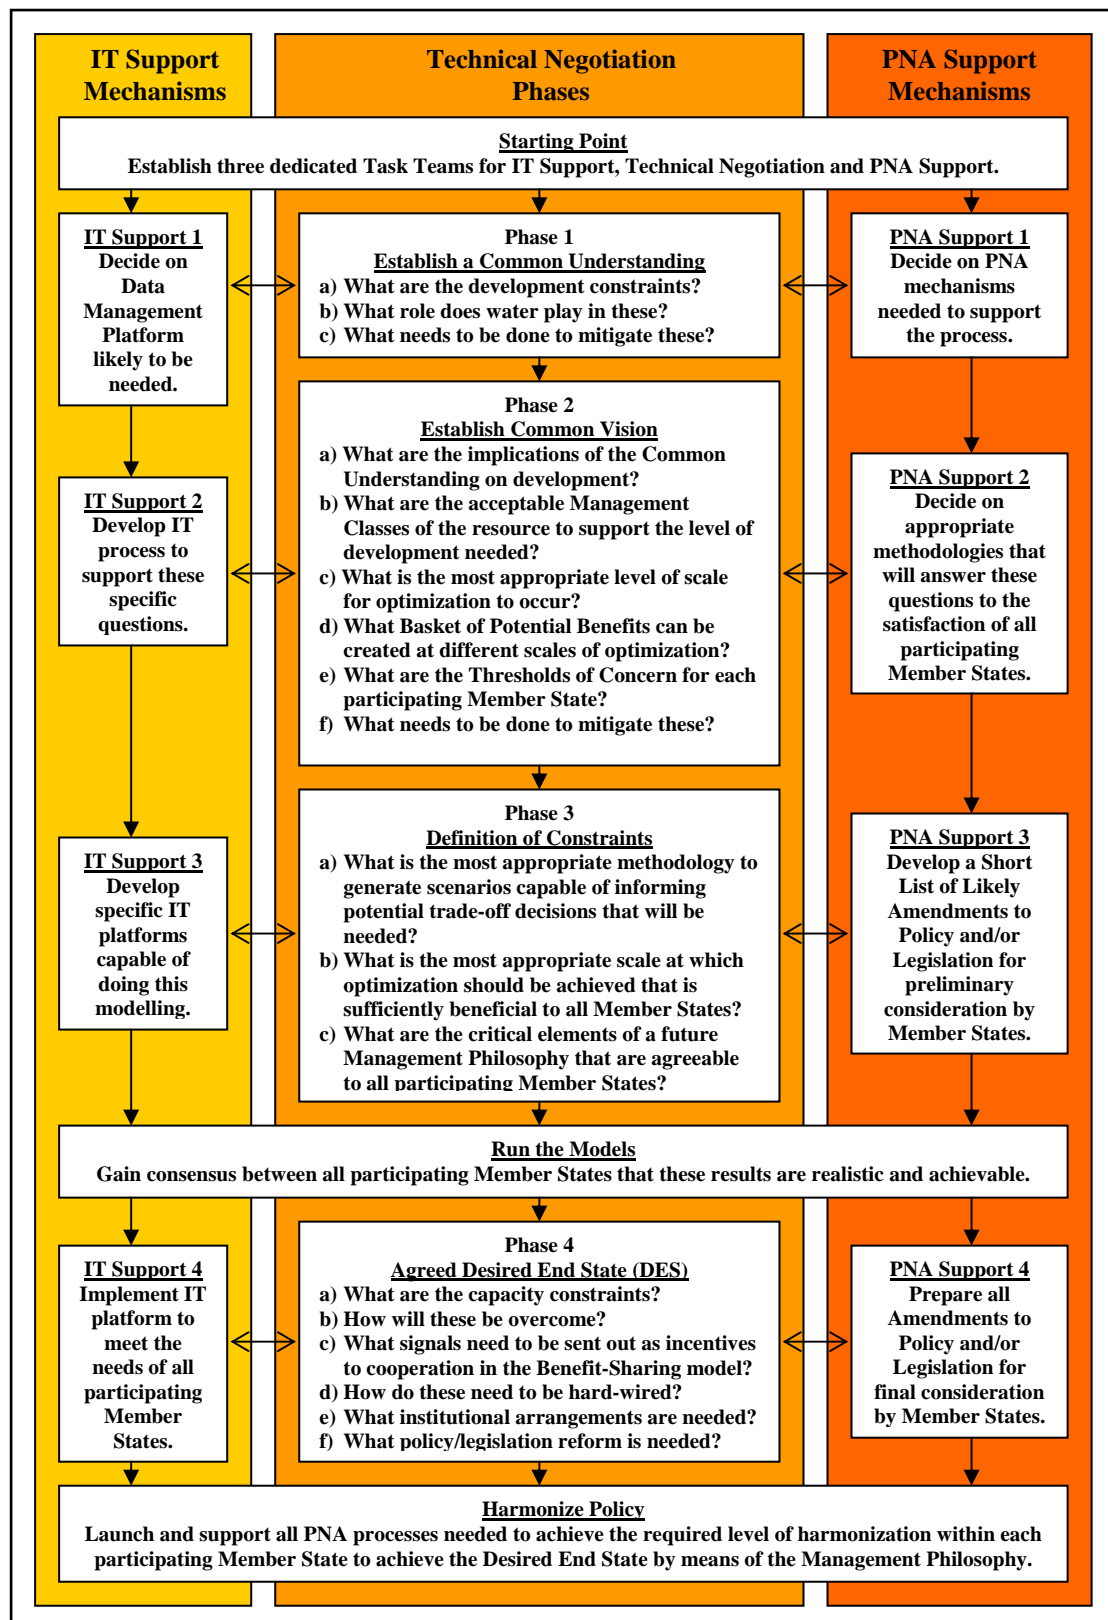 IT Support
Mechanisms
Technical Negotiation
Phases
PNA Support
Mechanisms
Starting Point
Establish three dedicated Task Teams for IT Support, Technical Negotiation and PNA Support.
IT Support 1
Decide on
Data
Management
Platform
likely to be
needed.
Phase 1
Establish a Common Understanding
a) What are the development constraints?
b) What role does water play in these?
c) What needs to be done to mitigate these?
PNA Support 1
Decide on PNA
mechanisms
needed to support
the process.
Phase 2
Establish Common Vision
a) What are the implications of the Common
Understanding on development?
b) What are the acceptable Management
Classes of the resource to support the level of
development needed?
c) What is the most appropriate level of scale
for optimization to occur?
d) What Basket of Potential Benefits can be
created at different scales of optimization?
e) What are the Thresholds of Concern for each
participating Member State?
f) What needs to be done to mitigate these?
IT Support 2
Develop IT
process to
support these
specific
questions.
PNA Support 2
Decide on
appropriate
methodologies that
will answer these
questions to the
satisfaction of all
participating
Member States.
Phase 3
Definition of Constraints
a) What is the most appropriate methodology to
generate scenarios capable of informing
potential trade-off decisions that will be
needed?
b) What is the most appropriate scale at which
optimization should be achieved that is
sufficiently beneficial to all Member States?
c) What are the critical elements of a future
Management Philosophy that are agreeable
to all participating Member States?
IT Support 3
Develop
specific IT
platforms
capable of
doing this
modelling.
PNA Support 3
Develop a Short
List of Likely
Amendments to
Policy and/or
Legislation for
preliminary
consideration by
Member States.
Run the Models
Gain consensus between all participating Member States that these results are realistic and achievable.
IT Support 4
Implement IT
platform to
meet the
needs of all
participating
Member
States.
Phase 4
Agreed Desired End State (DES)
a) What are the capacity constraints?
b) How will these be overcome?
c) What signals need to be sent out as incentives
to cooperation in the Benefit-Sharing model?
d) How do these need to be hard-wired?
e) What institutional arrangements are needed?
f) What policy/legislation reform is needed?
PNA Support 4
Prepare all
Amendments to
Policy and/or
Legislation for
final consideration
by Member States.
Harmonize Policy
Launch and support all PNA processes needed to achieve the required level of harmonization within each
participating Member State to achieve the Desired End State by means of the Management Philosophy.